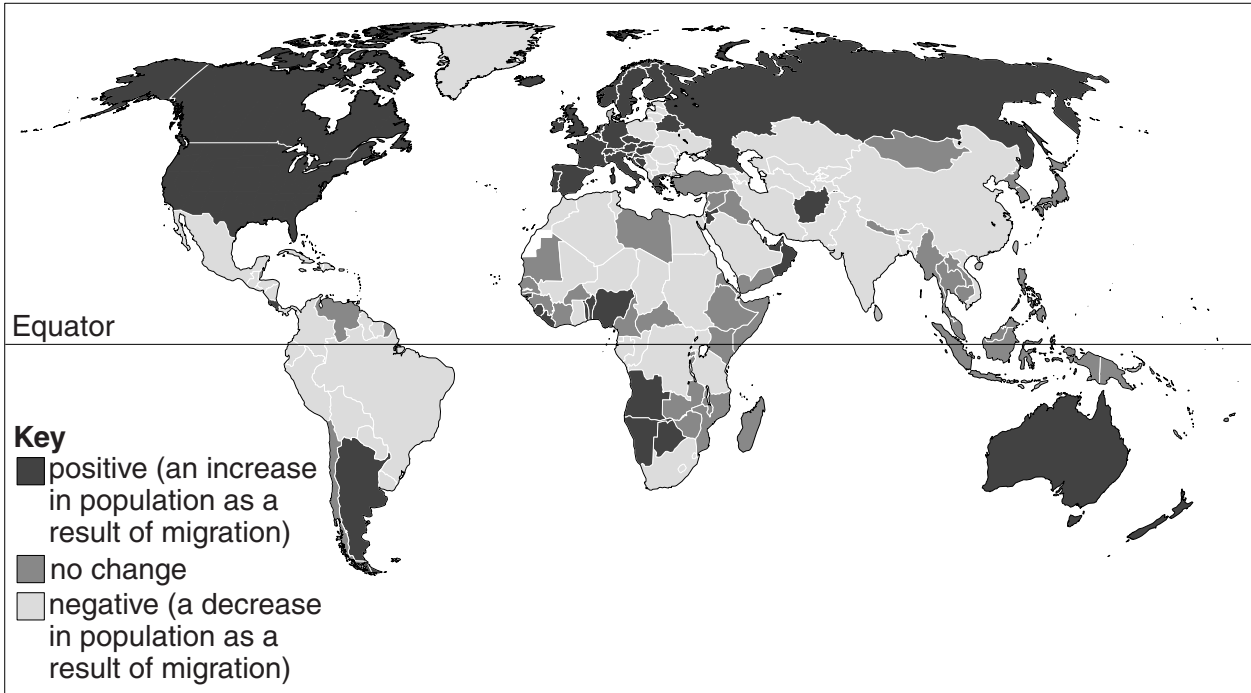 Equator
Key
positive (an increase
in population as a
result of migration)
no change
negative (a decrease
in population as a
result of migration)